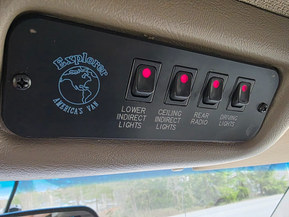 Explorer
AMERICA'S VAN
LOWER
INDIRECT
LIGHTS
CEILING
INDIRECT
LIGHTS
REAR
RADIO
DRIVING
LIGHTS